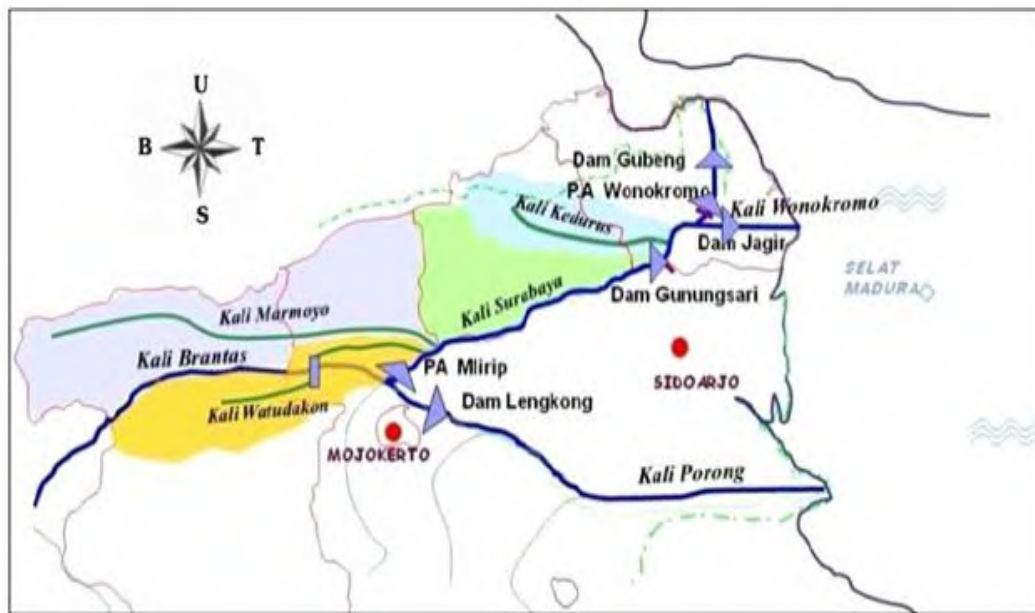 U
B
T
S
Dam Gubeng
PA Wonokromo
Kali Wonokromo
Kali Kedurus
Dam Jagir
SELAT
MADURA
Dam Gunungsari
Kali Surabaya
Kali Marmoyo
Kali Brantas
PA Mlirip
SIDOARJO
Dam Lengkong
Kali Watudakon
MOJOKERTO
Kali Porong